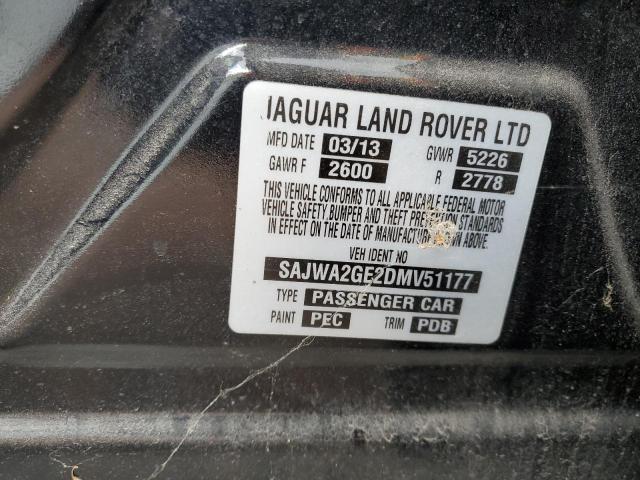 JAGUAR LAND ROVER LTD
MFD DATE 03/13 GVWR 5226
GAWR F 2600 R 2778
THIS VEHICLE CONFORMS TO ALL APPLICABLE FEDERAL MOTOR
VEHICLE SAFETY BUMPER AND THEFT PREVENTION STANDARDS
IN EFFECT ON THE DATE OF MANUFACTURE SHOWN ABOVE.
VEH IDENT NO
SAJWA2GE2DMV51177
TYPE PASSENGER CAR
PAINT PEC TRIM PDB